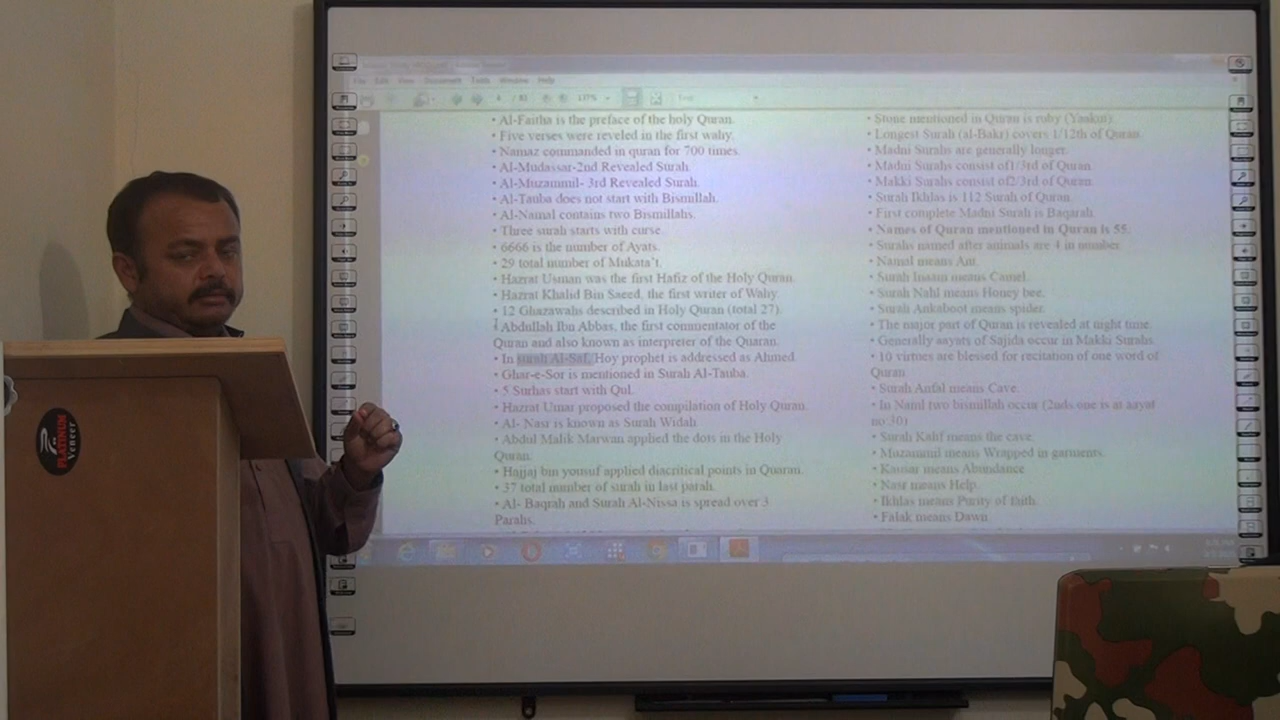 File Edit View Document Tools Window Help
4 / 83 137% Find
• Al-Faitha is the preface of the holy Quran.
• Five verses were reveled in the first wahy.
• Namaz commanded in quran for 700 times.
• Al-Mudassar-2nd Revealed Surah
• Al-Muzammil- 3rd Revealed Surah.
• Al-Tauba does not start with Bismillah.
• Al-Namal contains two Bismillahs.
• Three surah starts with curse.
• 6666 is the number of Ayats.
• 29 total number of Mukata't.
• Hazrat Usman was the first Hafiz of the Holy Quran.
• Hazrat Khalid Bin Saeed, the first writer of Wahy.
• 12 Ghazawahs described in Holy Quran (total 27).
Abdullah Ibn Abbas, the first commentator of the
Quran and also known as interpreter of the Quaran.
• In surah Al-Saf, Hoy prophet is addressed as Ahmed.
• Ghar-e-Sor is mentioned in Surah Al-Tauba.
• 5 Surhas start with Qul.
• Hazrat Umar proposed the compilation of Holy Quran.
• Al- Nasr is known as Surah Widah.
• Abdul Malik Marwan applied the dots in the Holy
Quran.
• Hajjaj bin yousuf applied diacritical points in Quaran.
• 37 total number of surah in last parah.
• Al- Baqrah and Surah Al-Nissa is spread over 3
Parahs.
• Stone mentioned in Quran is ruby (Yaakut).
• Longest Surah (al-Bakr) covers 1/12th of Quran.
• Madni Surahs are generally longer.
• Madni Surahs consist of1/3rd of Quran.
• Makki Surahs consist of2/3rd of Quran.
• Surah Ikhlas is 112 Surah of Quran.
• First complete Madni Surah is Baqarah.
• Names of Quran mentioned in Quran is 55.
• Surahs named after animals are 4 in number.
• Namal means Ant.
• Surah Inaam means Camel.
• Surah Nahl means Honey bee.
• Surah Ankaboot means spider.
• The major part of Quran is revealed at night time.
• Generally aayats of Sajida occur in Makki Surahs.
• 10 virtues are blessed for recitation of one word of
Quran.
• Surah Anfal means Cave.
• In Naml two bismillah occur (2nds one is at aayat
no:30)
• Surah Kahf means the cave.
• Muzammil means Wrapped in garments.
• Kausar means Abundance
• Nasr means Help.
• Ikhlas means Purity of faith.
• Falak means Dawn.
PLATINUM
Veneer